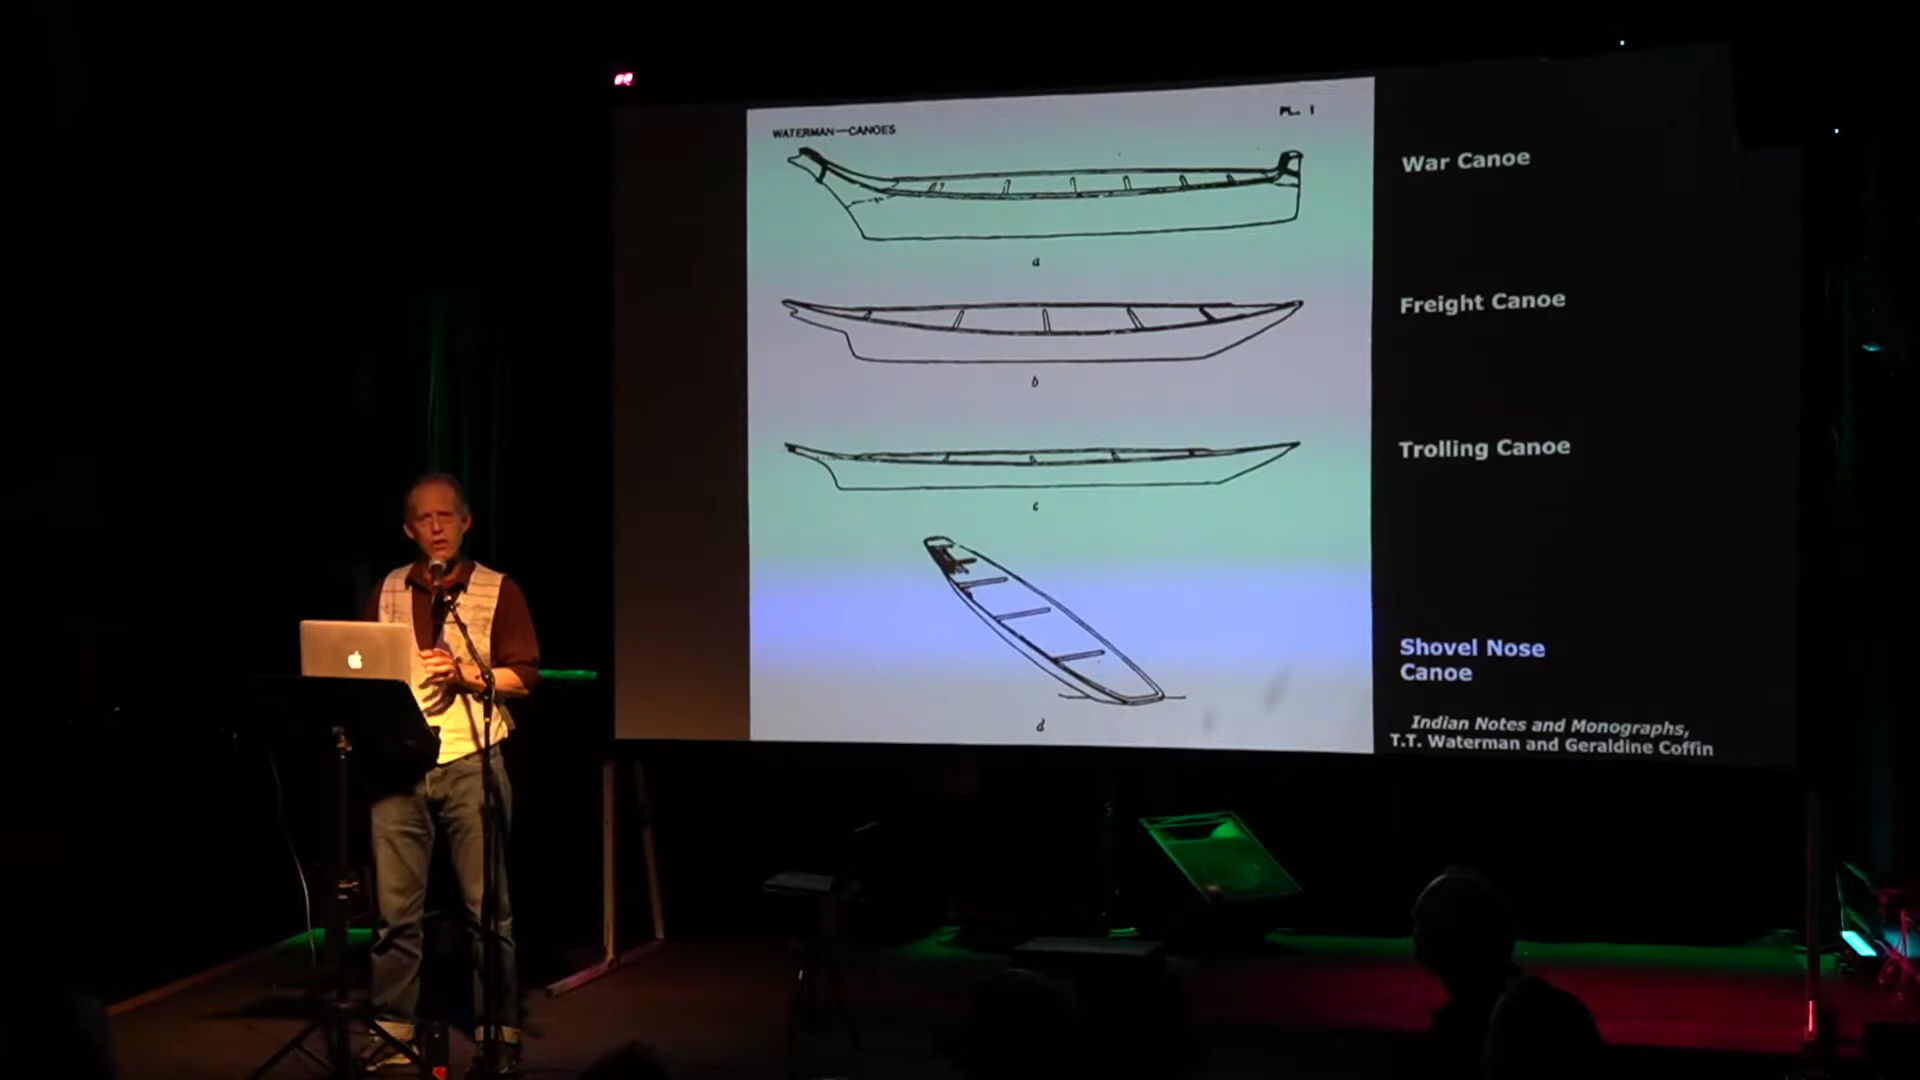 WATERMAN—CANOES
PL. 1
War Canoe
a
Freight Canoe
b
Trolling Canoe
c
Shovel Nose
Canoe
d
Indian Notes and Monographs,
T.T. Waterman and Geraldine Coffin